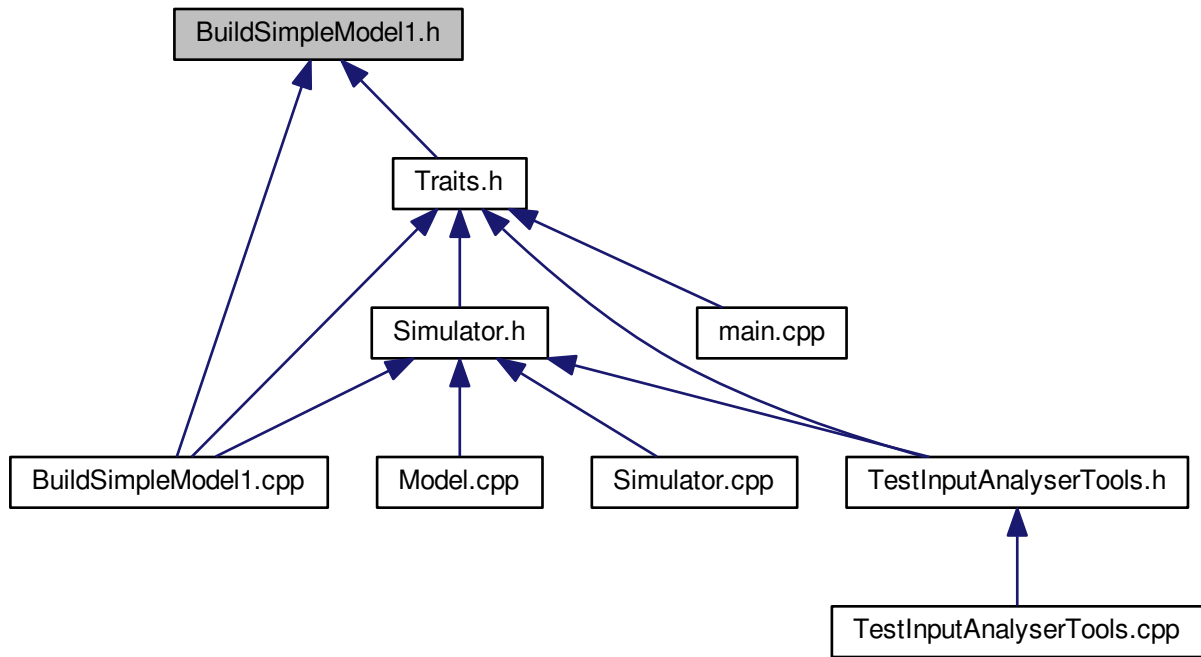 BuildSimpleModel1.h
Traits.h
Simulator.h
main.cpp
BuildSimpleModel1.cpp
Model.cpp
Simulator.cpp
TestInputAnalyserTools.h
TestInputAnalyserTools.cpp